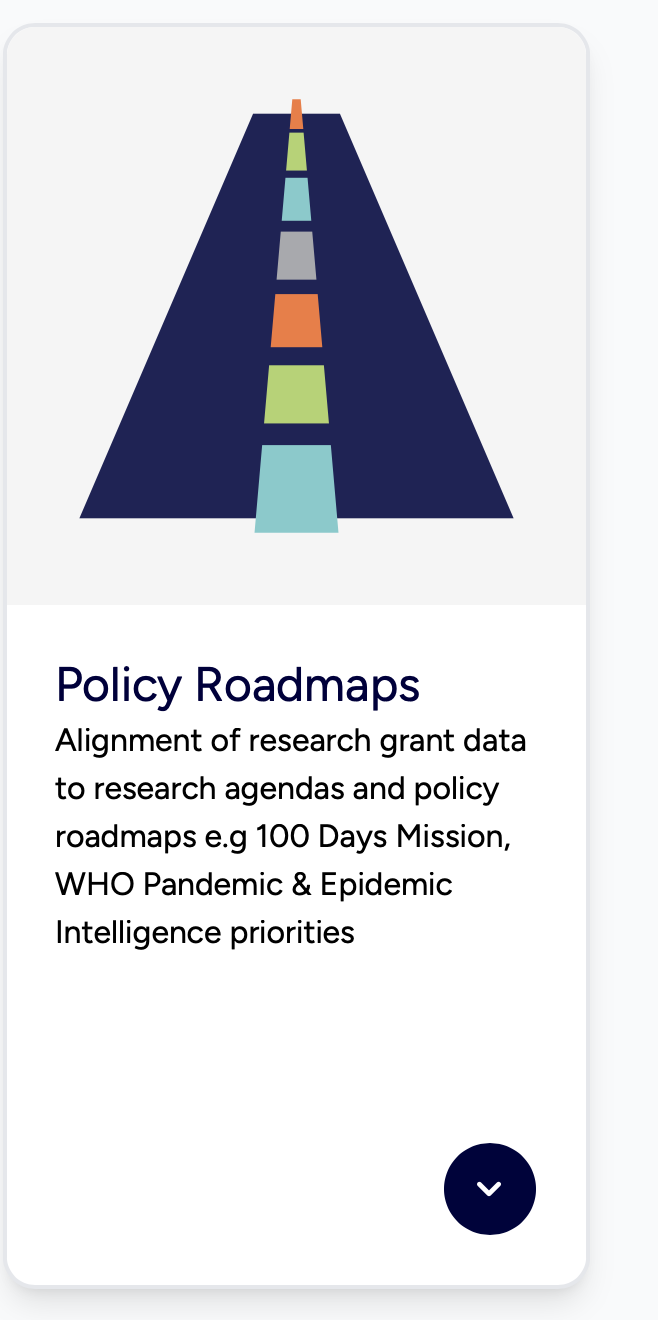 Policy Roadmaps
Alignment of research grant data
to research agendas and policy
roadmaps e.g 100 Days Mission,
WHO Pandemic & Epidemic
Intelligence priorities